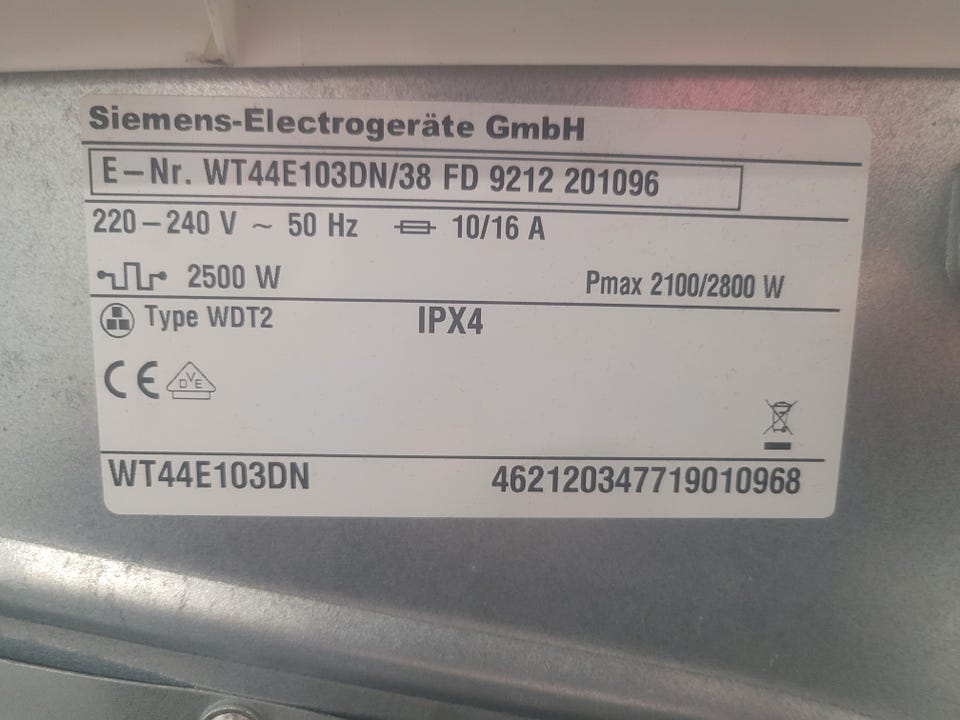 Siemens-Electrogeräte GmbH
E-Nr. WT44E103DN/38 FD 9212 201096
220-240 V ~ 50 Hz 10/16 A
2500 W Pmax 2100/2800 W
Type WDT2 IPX4
CE DVE
WT44E103DN 462120347719010968